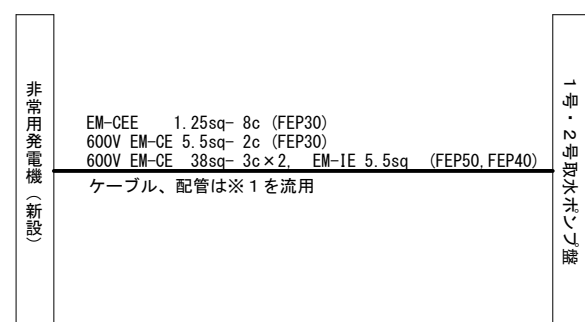 非常用発電機（新設）
EM-CEE 1.25sq- 8c (FEP30)
600V EM-CE 5.5sq- 2c (FEP30)
600V EM-CE 38sq- 3c×2, EM-IE 5.5sq (FEP50,FEP40)
ケーブル、配管は※１を流用
１号・２号取水ポンプ盤